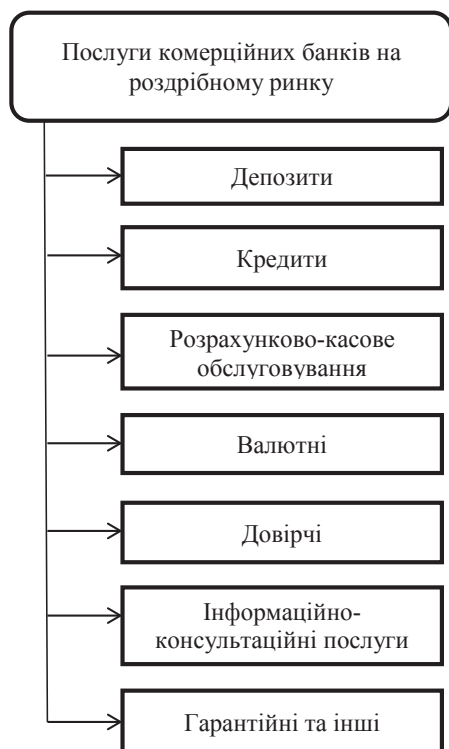 Послуги комерційних банків на
роздрібному ринку
Депозити
Кредити
Розрахунково-касове
обслуговування
Валютні
Довірчі
Інформаційно-
консультаційні послуги
Гарантійні та інші